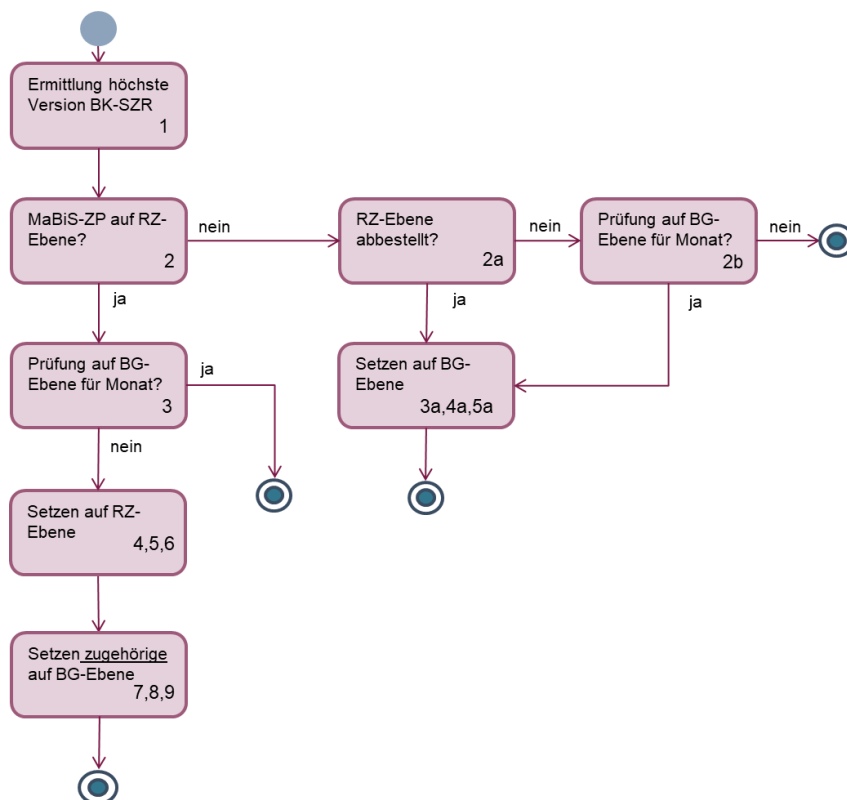 Ermittlung höchste
Version BK-SZR
1
MaBiS-ZP auf RZ-
Ebene?
2
nein
RZ-Ebene
abbestellt?
2a
nein
Prüfung auf BG-
Ebene für Monat?
2b
nein
ja
ja
ja
Prüfung auf BG-
Ebene für Monat?
3
ja
Setzen auf BG-
Ebene
3a,4a,5a
nein
Setzen auf RZ-
Ebene
4,5,6
Setzen zugehörige
auf BG-Ebene
7,8,9